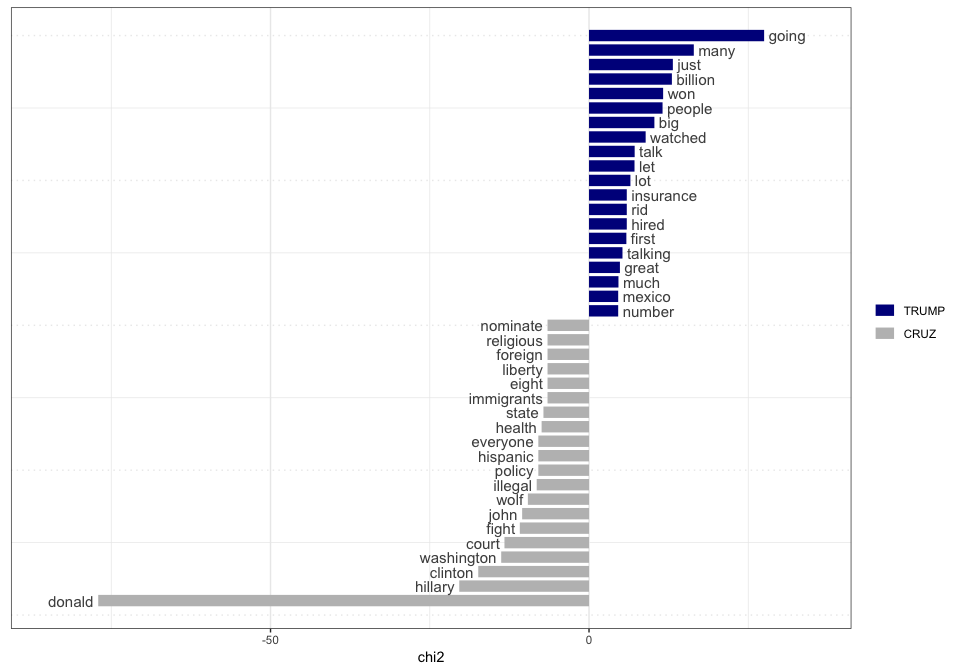 going
many
just
billion
won
people
big
watched
talk
let
lot
insurance
rid
hired
first
talking
great
much
mexico
number
nominate
religious
foreign
liberty
eight
immigrants
state
health
everyone
hispanic
policy
illegal
wolf
john
fight
court
washington
clinton
hillary
donald
-50 0
chi2
TRUMP
CRUZ